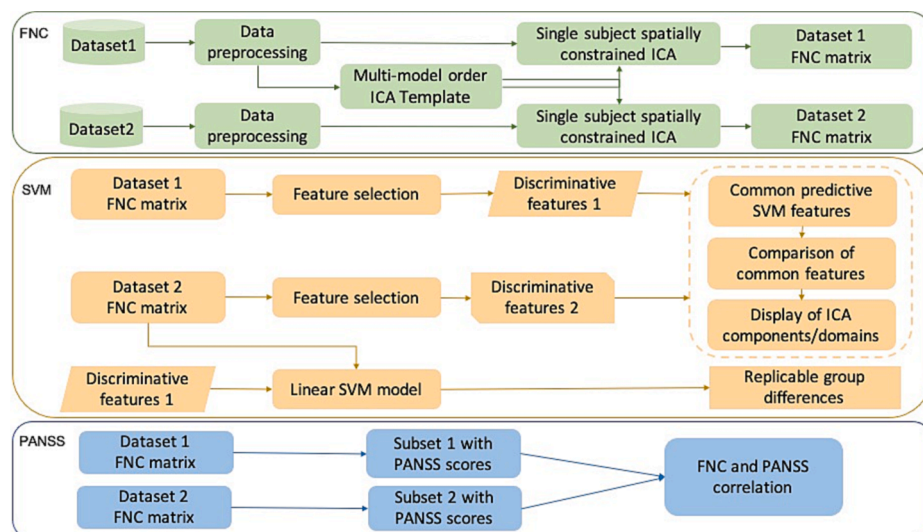 FNC
Dataset1
Data
preprocessing
Single subject spatially
constrained ICA
Dataset 1
FNC matrix
Multi-model order
ICA Template
Dataset2
Data
preprocessing
Single subject spatially
constrained ICA
Dataset 2
FNC matrix
SVM
Dataset 1
FNC matrix
Feature selection
Discriminative
features 1
Common predictive
SVM features
Comparison of
common features
Dataset 2
FNC matrix
Feature selection
Discriminative
features 2
Display of ICA
components/domains
Discriminative
features 1
Linear SVM model
Replicable group
differences
PANSS
Dataset 1
FNC matrix
Subset 1 with
PANSS scores
FNC and PANSS
correlation
Dataset 2
FNC matrix
Subset 2 with
PANSS scores